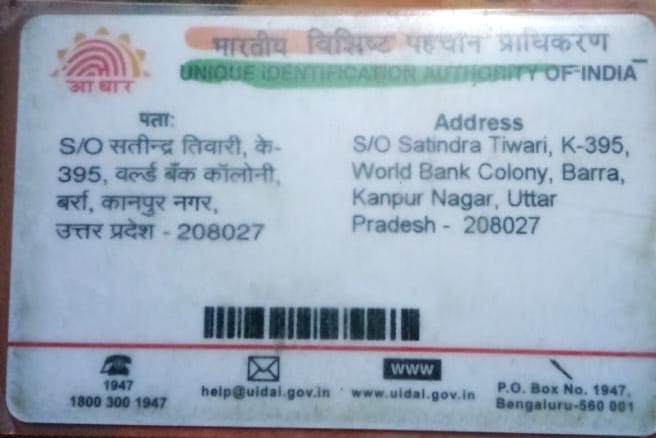 भारतीय विशिष्ट पहचान प्राधिकरण
आधार
UNIQUE IDENTIFICATION AUTHORITY OF INDIA
पता:
S/O सतीन्द्र तिवारी, के-
395, वर्ल्ड बैंक कॉलोनी,
बर्रा, कानपुर नगर,
उत्तर प्रदेश - 208027
Address
S/O Satindra Tiwari, K-395,
World Bank Colony, Barra,
Kanpur Nagar, Uttar
Pradesh - 208027
1947
1800 300 1947
help@uidai.gov.in
www
www.uidai.gov.in
P.O. Box No. 1947,
Bengaluru-560 001